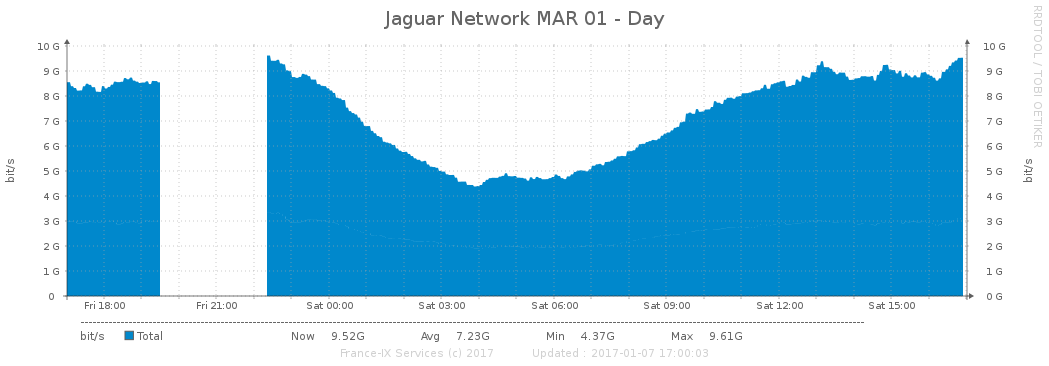 Jaguar Network MAR 01 - Day
RRDTOOL / TOBI OETIKER
bit/s
10 G
9 G
8 G
7 G
6 G
5 G
4 G
3 G
2 G
1 G
0
10 G
9 G
8 G
7 G
6 G
5 G
4 G
3 G
2 G
1 G
0 G
bit/s
Fri 18:00 Fri 21:00 Sat 00:00 Sat 03:00 Sat 06:00 Sat 09:00 Sat 12:00 Sat 15:00
bit/s Total Now 9.52G Avg 7.23G Min 4.37G Max 9.61G
France-IX Services (c) 2017 Updated : 2017-01-07 17:00:03